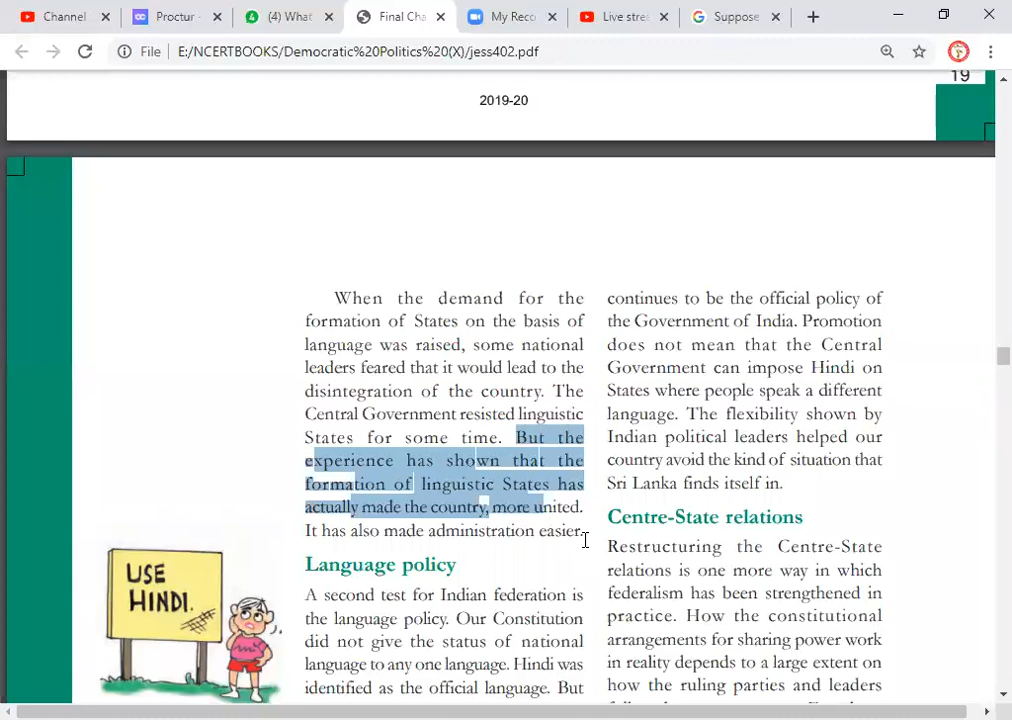 Channel
Proctur -
(4) What
Final Cha
My Reco
Live stre
Suppose
File E:/NCERTBOOKS/Democratic%20Politics%20(X)/jess402.pdf
19
2019-20
When the demand for the
formation of States on the basis of
language was raised, some national
leaders feared that it would lead to the
disintegration of the country. The
Central Government resisted linguistic
States for some time. But the
experience has shown that the
formation of linguistic States has
actually made the country, more united.
It has also made administration easier.
Language policy
A second test for Indian federation is
the language policy. Our Constitution
did not give the status of national
language to any one language. Hindi was
identified as the official language. But
USE
HINDI.
continues to be the official policy of
the Government of India. Promotion
does not mean that the Central
Government can impose Hindi on
States where people speak a different
language. The flexibility shown by
Indian political leaders helped our
country avoid the kind of situation that
Sri Lanka finds itself in.
Centre-State relations
Restructuring the Centre-State
relations is one more way in which
federalism has been strengthened in
practice. How the constitutional
arrangements for sharing power work
in reality depends to a large extent on
how the ruling parties and leaders